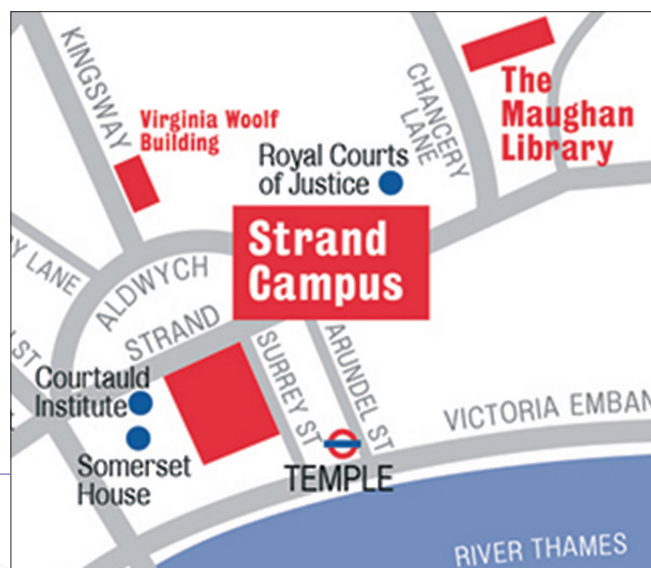 KINGSWAY
Virginia Woolf
Building
CHANCERY
LANE
The
Maughan
Library
Royal Courts
of Justice
Strand
Campus
LANE
ALDWYCH
STRAND
ST
SURREY ST
ARUNDEL ST
Courtauld
Institute
Somerset
House
TEMPLE
VICTORIA EMBAN
RIVER THAMES